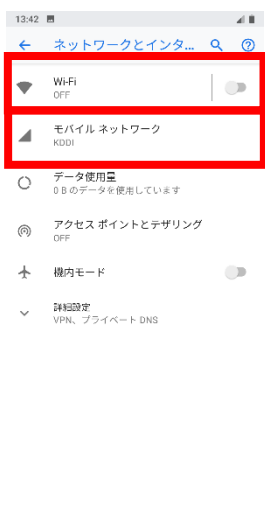 13:42
ネットワークとインタ...
Wi-Fi
OFF
モバイル ネットワーク
KDDI
データ使用量
0 B のデータを使用しています
アクセス ポイントとテザリング
OFF
機内モード
詳細設定
VPN、プライベート DNS